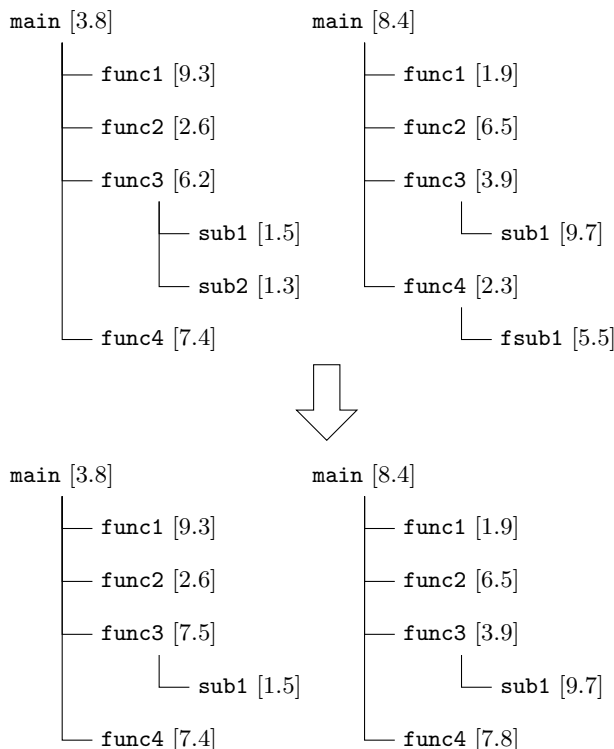 main [3.8]
func1 [9.3]
func2 [2.6]
func3 [6.2]
sub1 [1.5]
sub2 [1.3]
func4 [7.4]
main [8.4]
func1 [1.9]
func2 [6.5]
func3 [3.9]
sub1 [9.7]
func4 [2.3]
fsub1 [5.5]
main [3.8]
func1 [9.3]
func2 [2.6]
func3 [7.5]
sub1 [1.5]
func4 [7.4]
main [8.4]
func1 [1.9]
func2 [6.5]
func3 [3.9]
sub1 [9.7]
func4 [7.8]